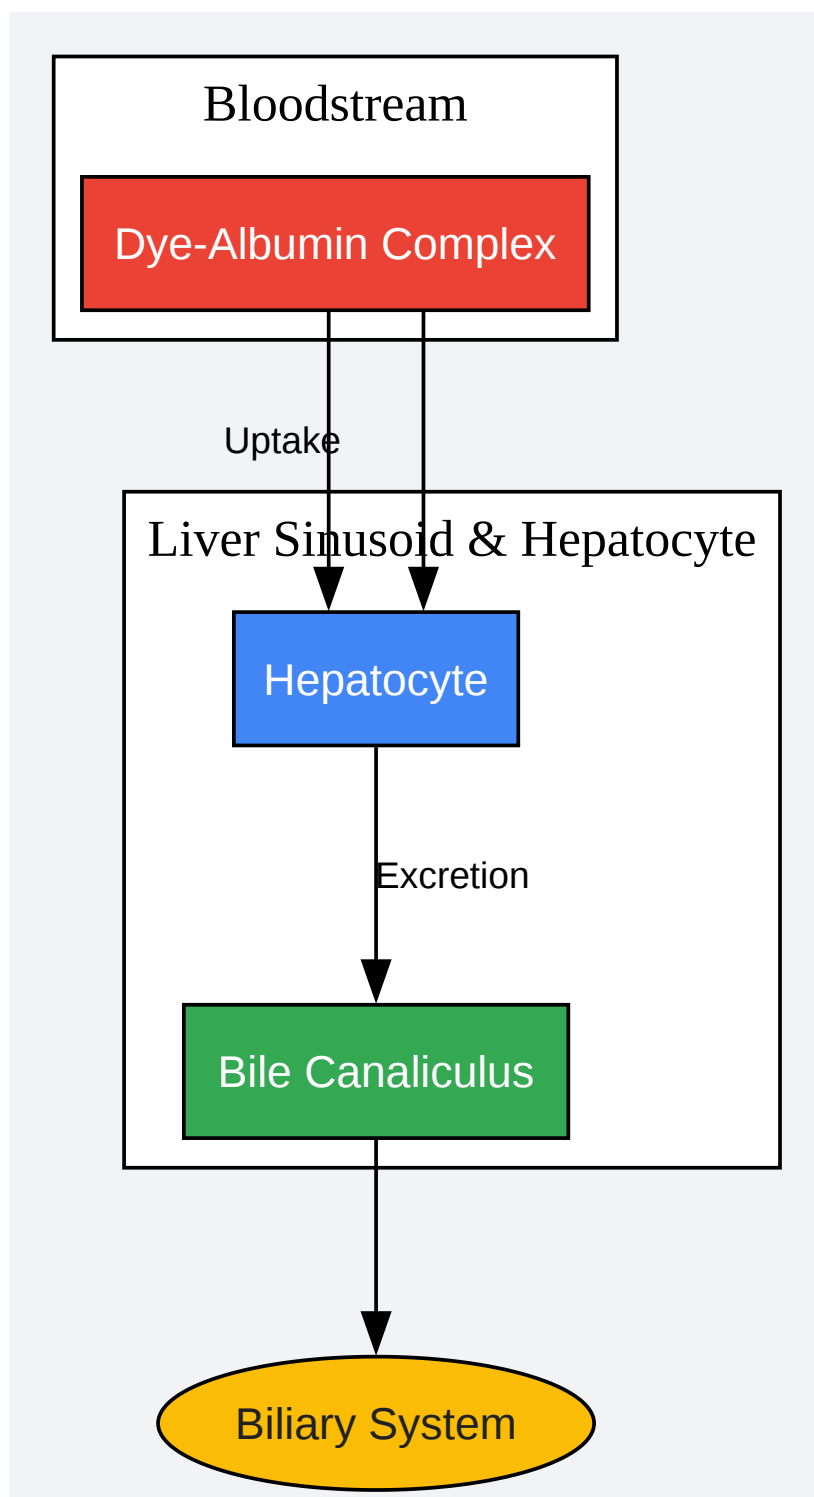 Bloodstream
Dye-Albumin Complex
Uptake
Liver Sinusoid & Hepatocyte
Hepatocyte
Excretion
Bile Canaliculus
Biliary System